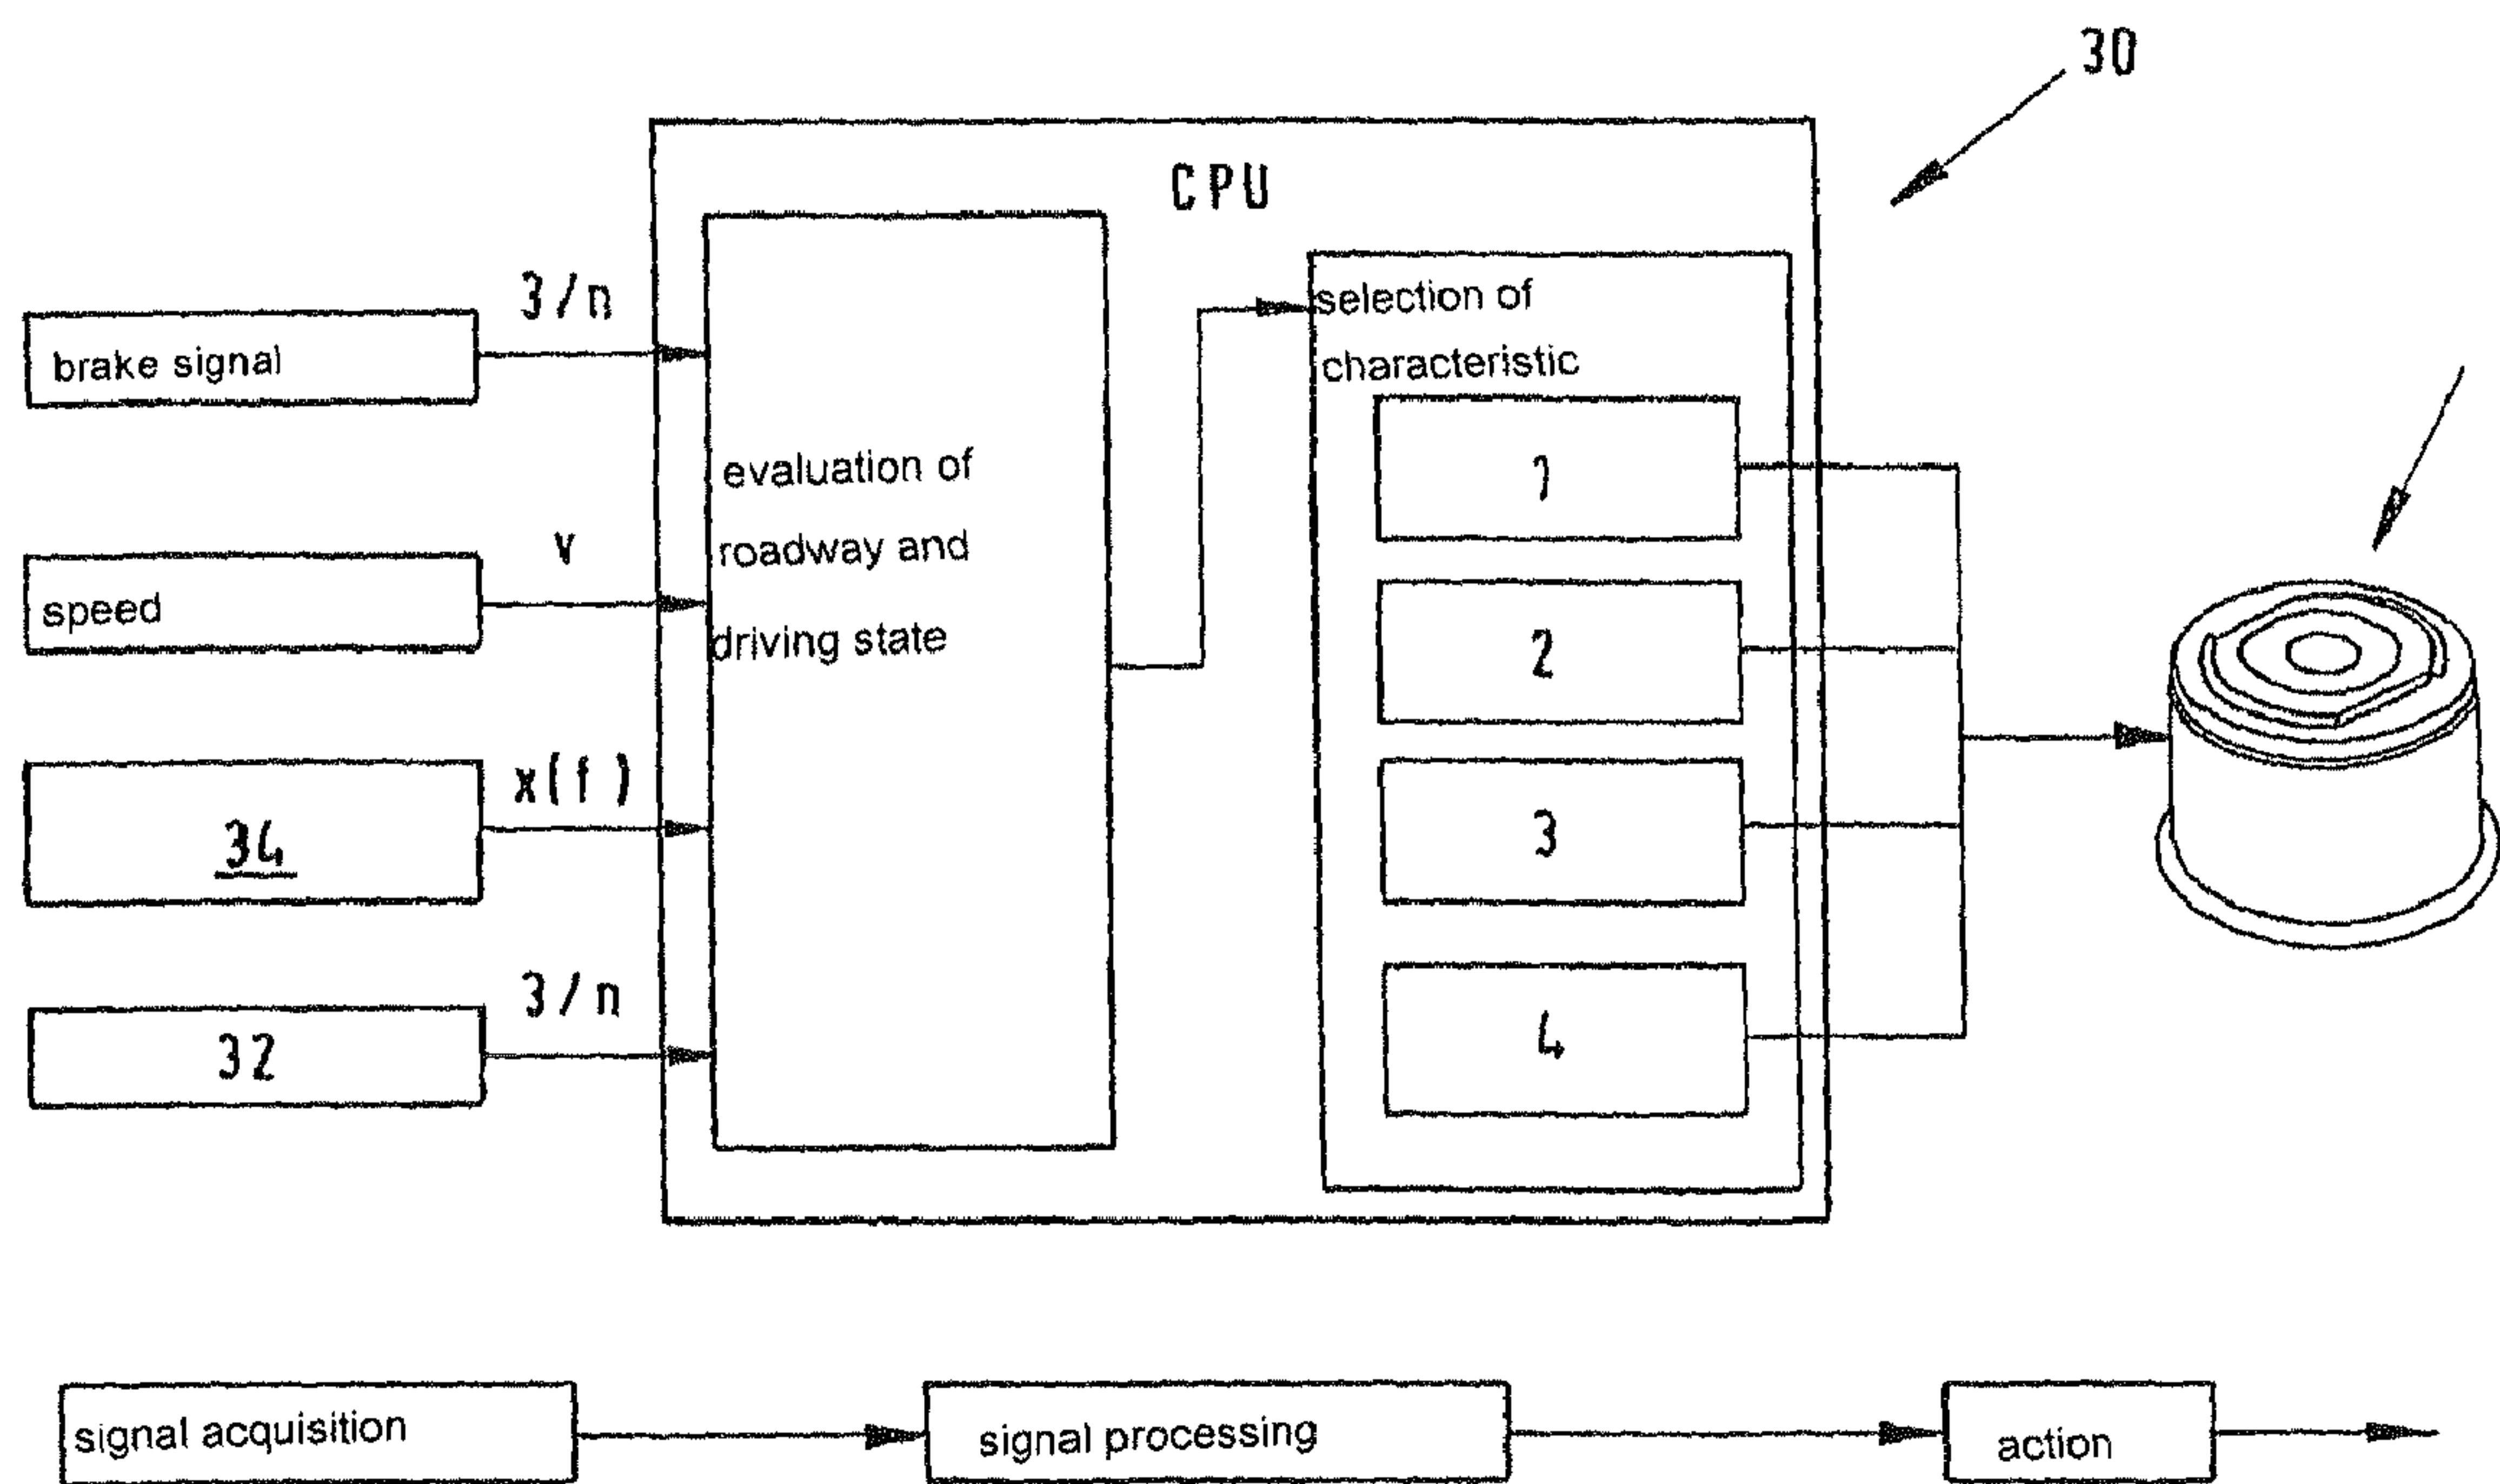 30
CPU
3/n
brake signal
selection of
characteristic
evaluation of
roadway and
driving state
v
speed
1
2
x(f)
34
3
3/n
32
4
signal acquisition
signal processing
action